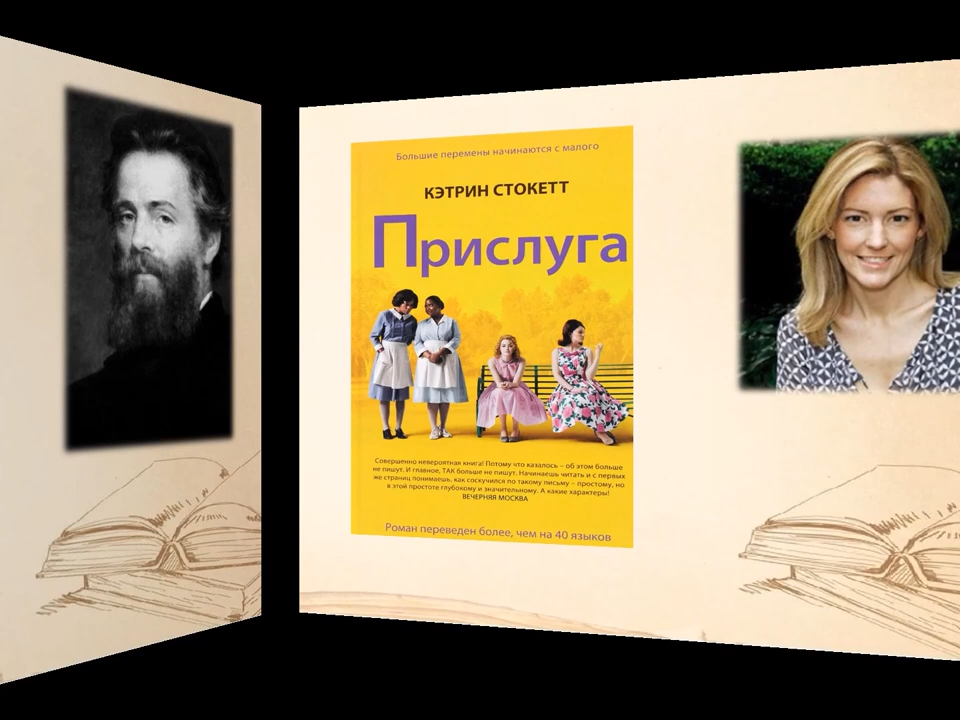 Большие перемены начинаются с малого
КЭТРИН СТОКЕТТ
Прислуга
Совершенно невероятная книга! Потому что казалось – об этом больше
не пишут. И главное, ТАК больше не пишут. Начинаешь читать и с первых
же страниц понимаешь, как соскучился по такому письму – простому, но
в этой простоте глубокому и значительному. А какие характеры!
ВЕЧЕРНЯЯ МОСКВА
Роман переведен более, чем на 40 языков